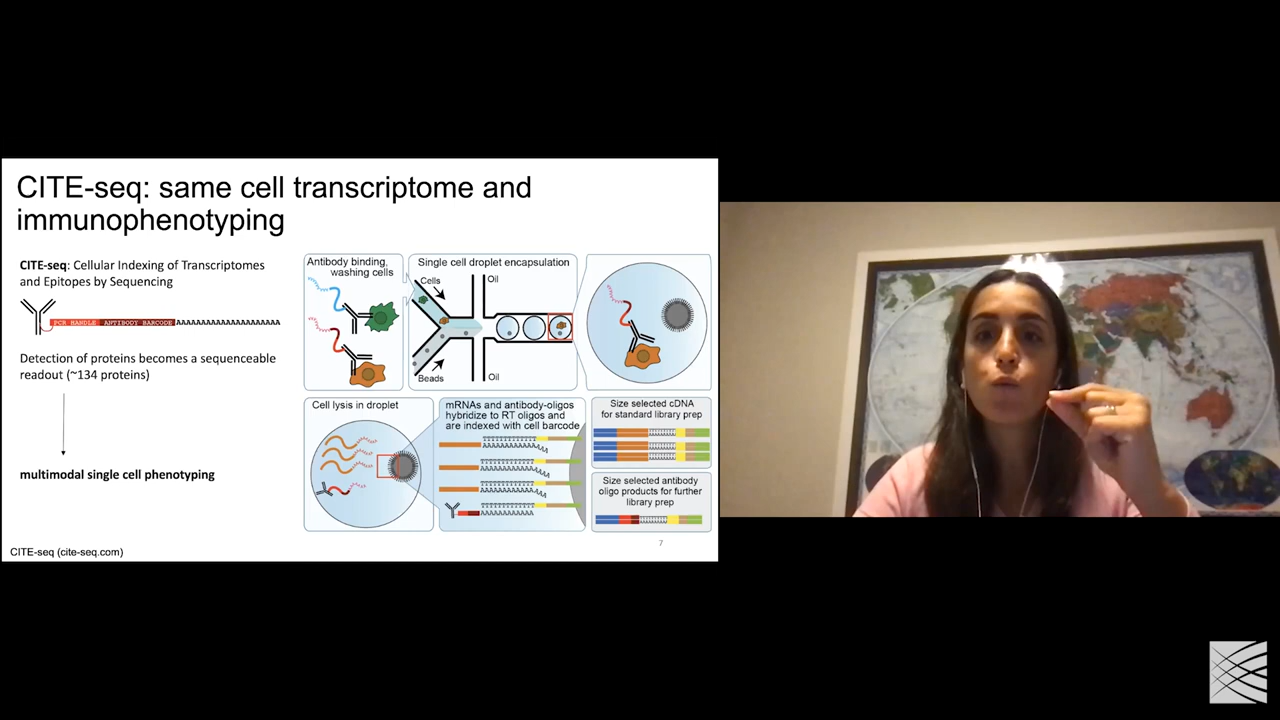 CITE-seq: same cell transcriptome and
immunophenotyping
CITE-seq: Cellular Indexing of Transcriptomes
and Epitopes by Sequencing
PCR HANDLE ANTIBODY BARCODE AAAAAAAAAAAAAAAAAAAAA
Detection of proteins becomes a sequenceable
readout (~134 proteins)
multimodal single cell phenotyping
CITE-seq (cite-seq.com)
Antibody binding,
washing cells
Single cell droplet encapsulation
Cells
Oil
Beads
Oil
Cell lysis in droplet
mRNAs and antibody-oligos
hybridize to RT oligos and
are indexed with cell barcode
Size selected cDNA
for standard library prep
Size selected antibody
oligo products for further
library prep
7